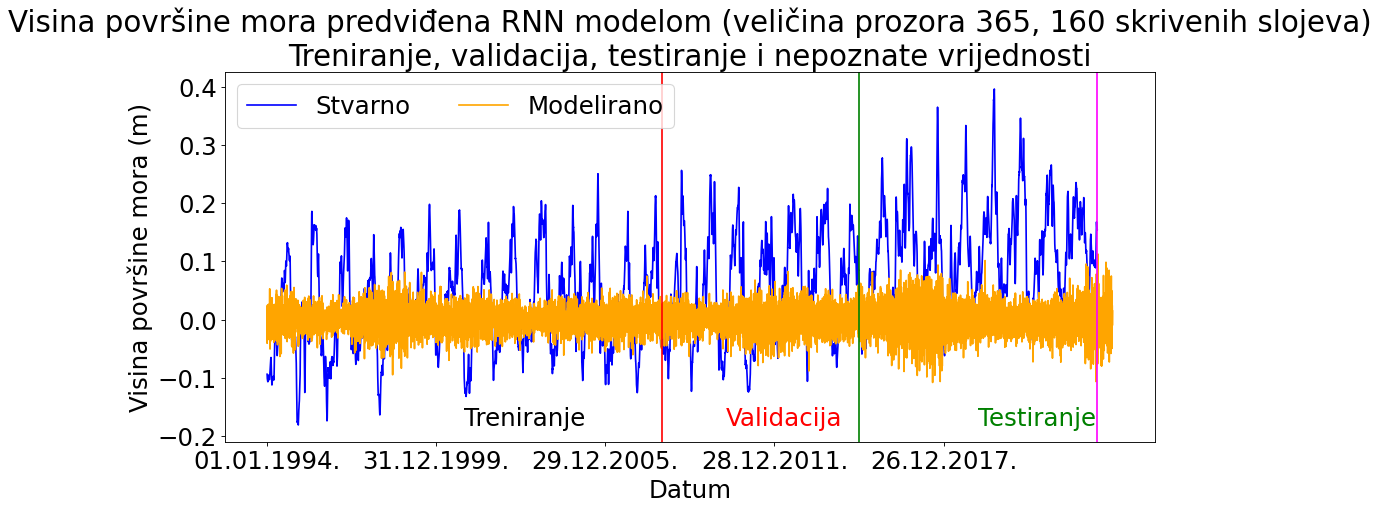 Visina površine mora predviđena RNN modelom (veličina prozora 365, 160 skrivenih slojeva)
Treniranje, validacija, testiranje i nepoznate vrijednosti
Stvarno Modelirano
Visina površine mora (m)
0.4
0.3
0.2
0.1
0.0
−0.1
−0.2
Treniranje Validacija Testiranje
01.01.1994. 31.12.1999. 29.12.2005. 28.12.2011. 26.12.2017.
Datum